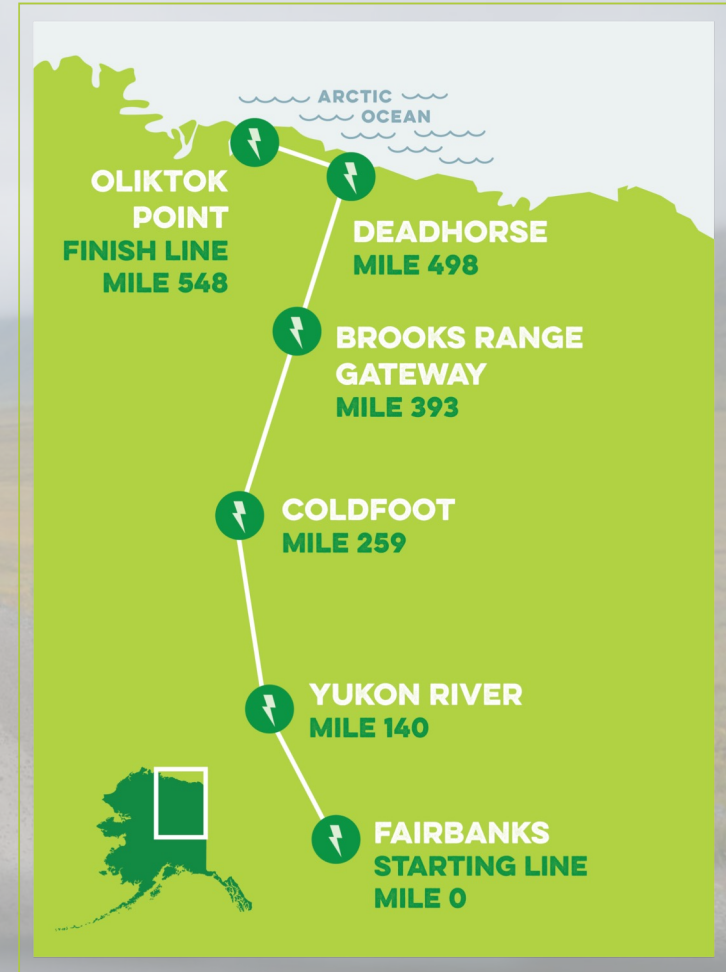 ARCTIC
OCEAN
OLIKTOK
POINT
FINISH LINE
MILE 548
DEADHORSE
MILE 498
BROOKS RANGE
GATEWAY
MILE 393
COLDFOOT
MILE 259
YUKON RIVER
MILE 140
FAIRBANKS
STARTING LINE
MILE 0